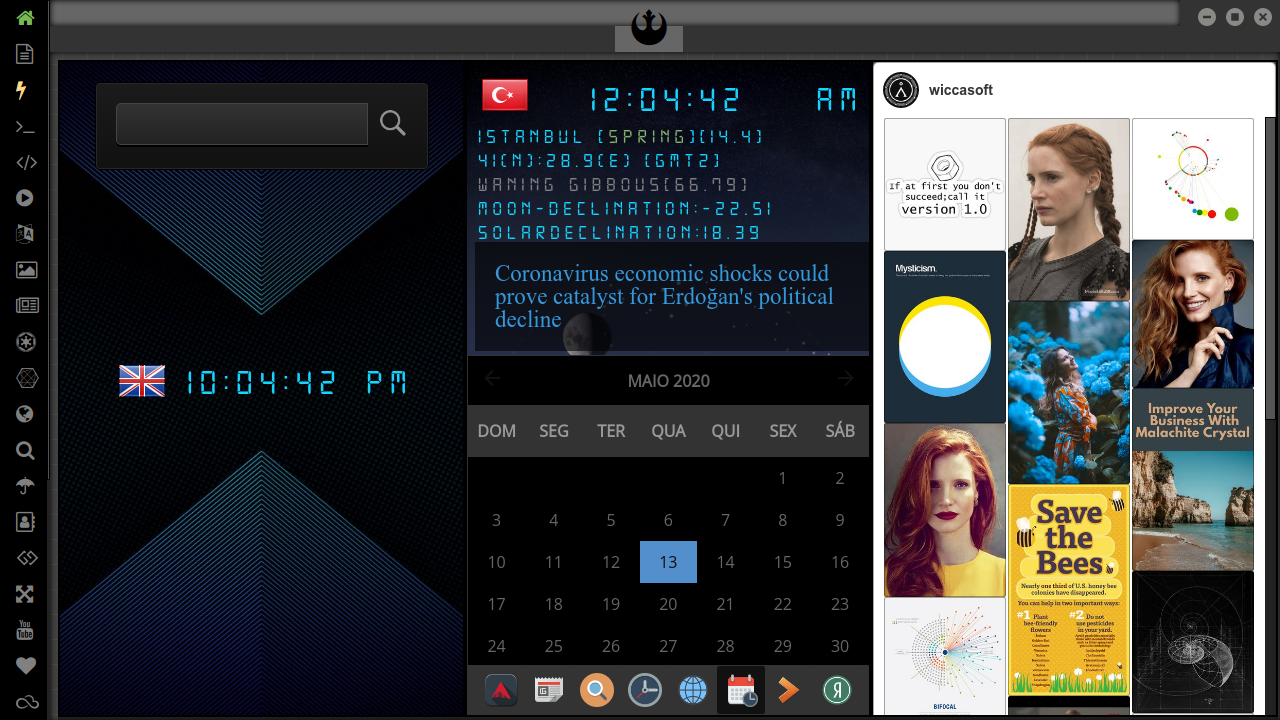 12:04:42 AM
ISTANBUL (SPRING)(14.4)
41(N):28.9(E) (GMT2)
WANING GIBBOUS(66.79)
MOON-DECLINATION:-22.51
SOLARDECLINATION:18.39
Coronavirus economic shocks could
prove catalyst for Erdoğan's political
decline
10:04:42 PM
MAIO 2020
DOM SEG TER QUA QUI SEX SÁB
1 2
3 4 5 6 7 8 9
10 11 12 13 14 15 16
17 18 19 20 21 22 23
24 25 26 27 28 29 30
You
Tube
wiccasoft
If at first you don't
succeed;call it
version 1.0
Mysticism.
BIFOCAL
Save
the
Bees
Nearly one third of U.S. honey bee
colonies have disappeared.
You can help in two important ways:
#1 Plant
bee-friendly
flowers
#2 Do not
use pesticides
in your yard.
Improve Your
Business With
Malachite Crystal